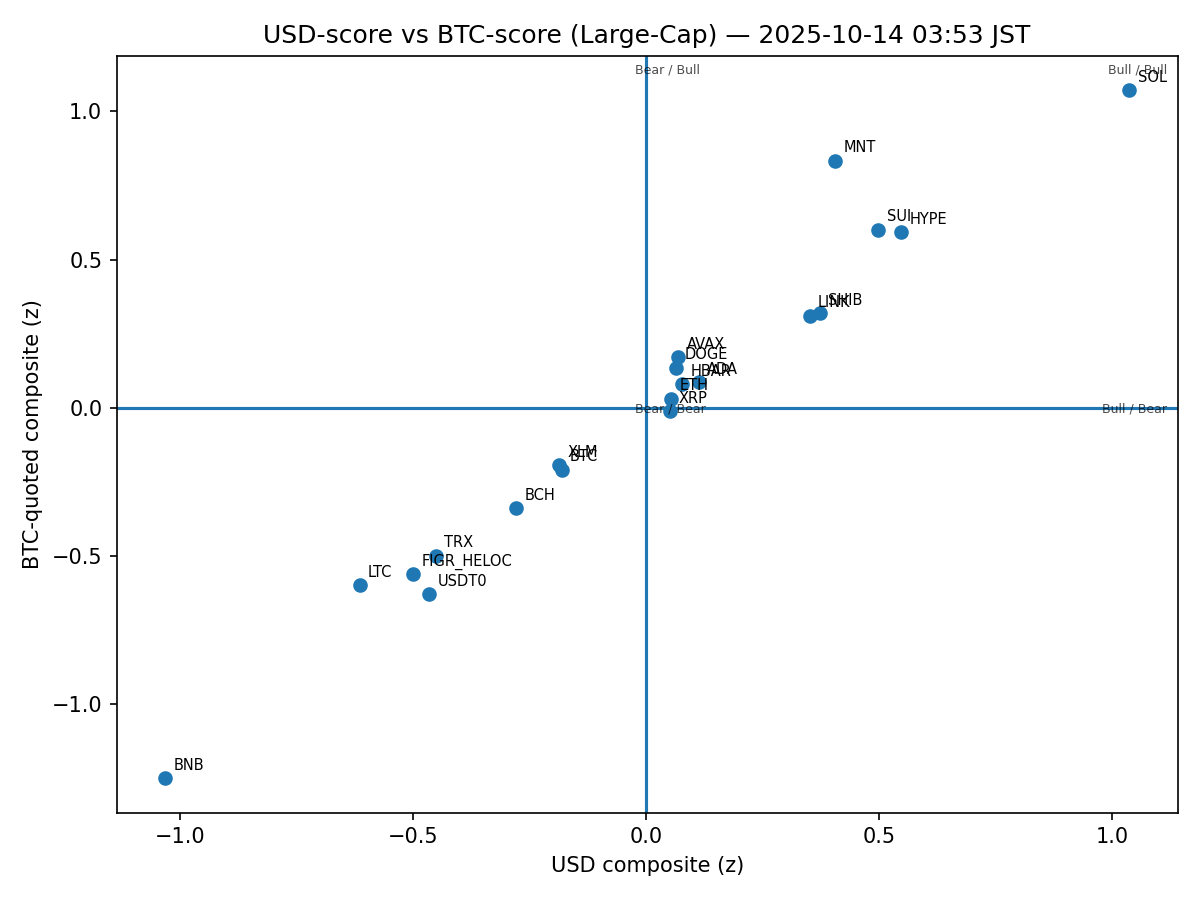 USD-score vs BTC-score (Large-Cap) — 2025-10-14 03:53 JST
Bear / Bull
Bull / Bull
SOL
MNT
SUI
HYPE
LINK
SHIB
AVAX
DOGE
HBAR
ADA
ETH
XRP
Bear / Bear
Bull / Bear
XLM
BTC
BCH
TRX
FIGR_HELOC
LTC
USDT0
BNB
1.0
0.5
0.0
−0.5
−1.0
BTC-quoted composite (z)
−1.0
−0.5
0.0
0.5
1.0
USD composite (z)